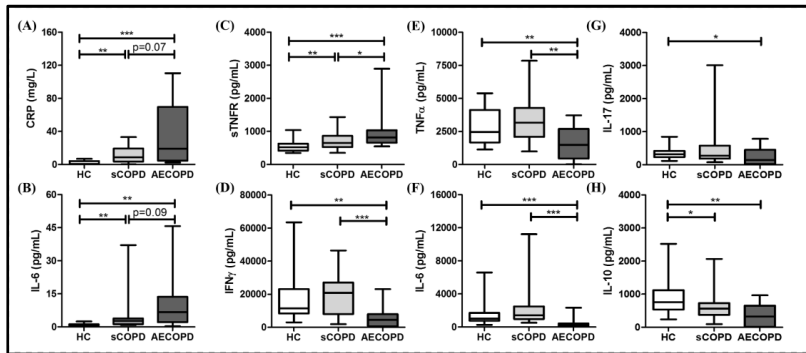 (A)
CRP (mg/L)
160
120
80
40
0
***
**
p=0.07
HC sCOPD AECOPD
(C)
sTNFR (pg/mL)
4000
3000
2000
1000
0
***
**
*
HC sCOPD AECOPD
(E)
TNFα (pg/mL)
10000
7500
5000
2500
0
**
**
HC sCOPD AECOPD
(G)
IL-17 (pg/mL)
4000
3000
2000
1000
0
*
HC sCOPD AECOPD
(B)
IL-6 (pg/mL)
60
45
30
15
0
**
**
p=0.09
HC sCOPD AECOPD
(D)
IFNγ (pg/mL)
80000
60000
40000
20000
0
**
***
HC sCOPD AECOPD
(F)
IL-6 (pg/mL)
16000
12000
8000
4000
0
***
***
HC sCOPD AECOPD
(H)
IL-10 (pg/mL)
4000
3000
2000
1000
0
**
*
HC sCOPD AECOPD